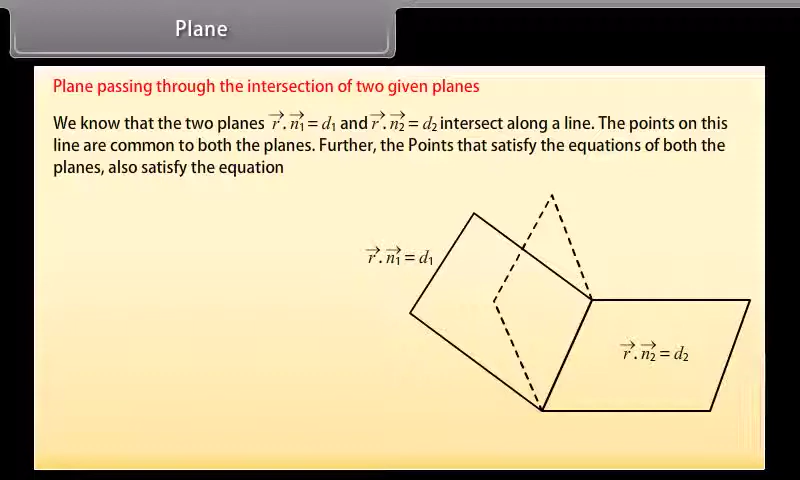 Plane
Plane passing through the intersection of two given planes
We know that the two planes r⃗ . n⃗₁ = d₁ and r⃗ . n⃗₂ = d₂ intersect along a line. The points on this
line are common to both the planes. Further, the Points that satisfy the equations of both the
planes, also satisfy the equation
r⃗ . n⃗₁ = d₁
r⃗ . n⃗₂ = d₂